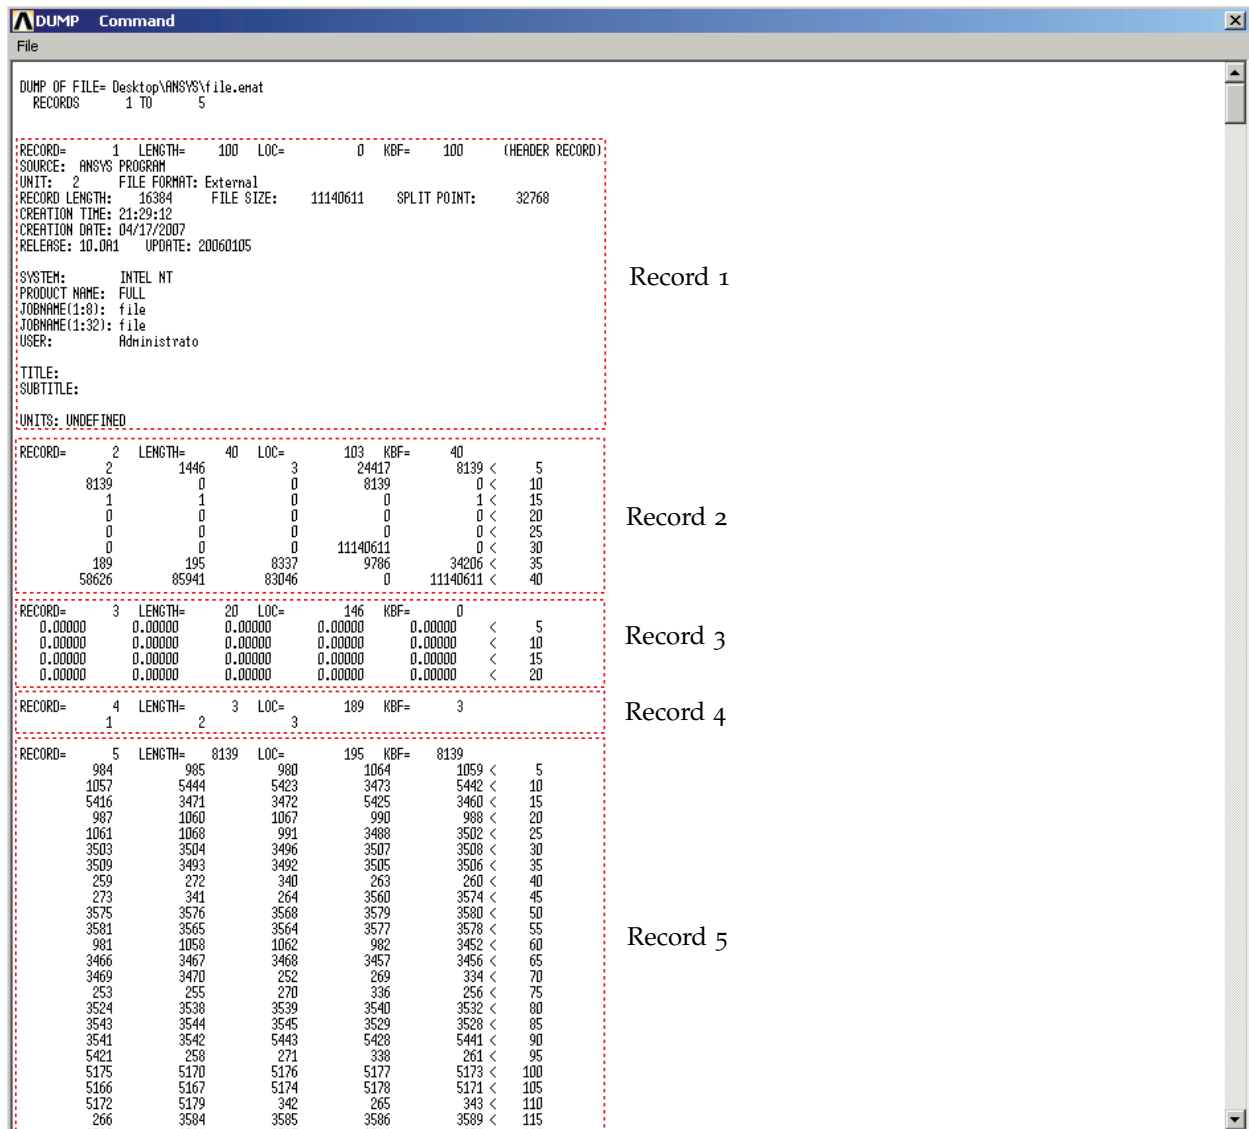 DUMP Command
File
DUMP OF FILE= Desktop\ANSYS\file.emat
RECORDS 1 TO 5
RECORD= 1 LENGTH= 100 LOC= 0 KBF= 100 (HEADER RECORD)
SOURCE: ANSYS PROGRAM
UNIT: 2 FILE FORMAT: External
RECORD LENGTH: 16384 FILE SIZE: 11140611 SPLIT POINT: 32768
CREATION TIME: 21:29:12
CREATION DATE: 04/17/2007
RELEASE: 10.0A1 UPDATE: 20060105
SYSTEM: INTEL NT
PRODUCT NAME: FULL
JOBNAME(1:8): file
JOBNAME(1:32): file
USER: Administrato
TITLE:
SUBTITLE:
UNITS: UNDEFINED
Record 1
RECORD= 2 LENGTH= 40 LOC= 103 KBF= 40
2 1446 3 24417 8139 < 5
8139 0 0 8139 0 < 10
1 1 0 0 1 < 15
0 0 0 0 0 < 20
0 0 0 0 0 < 25
0 0 0 11140611 0 < 30
189 195 8337 9786 34206 < 35
58626 85941 83046 0 11140611 < 40
Record 2
RECORD= 3 LENGTH= 20 LOC= 146 KBF= 0
0.00000 0.00000 0.00000 0.00000 0.00000 < 5
0.00000 0.00000 0.00000 0.00000 0.00000 < 10
0.00000 0.00000 0.00000 0.00000 0.00000 < 15
0.00000 0.00000 0.00000 0.00000 0.00000 < 20
Record 3
RECORD= 4 LENGTH= 3 LOC= 189 KBF= 3
1 2 3
Record 4
RECORD= 5 LENGTH= 8139 LOC= 195 KBF= 8139
984 985 980 1064 1059 < 5
1057 5444 5423 3473 5442 < 10
5416 3471 3472 5425 3460 < 15
987 1060 1067 990 988 < 20
1061 1068 991 3488 3502 < 25
3503 3504 3496 3507 3508 < 30
3509 3493 3492 3505 3506 < 35
259 272 340 263 260 < 40
273 341 264 3560 3574 < 45
3575 3576 3568 3579 3580 < 50
3581 3565 3564 3577 3578 < 55
981 1058 1062 982 3452 < 60
3466 3467 3468 3457 3456 < 65
3469 3470 252 269 334 < 70
253 255 270 336 256 < 75
3524 3538 3539 3540 3532 < 80
3543 3544 3545 3529 3528 < 85
3541 3542 5443 5428 5441 < 90
5421 258 271 338 261 < 95
5175 5170 5176 5177 5173 < 100
5166 5167 5174 5178 5171 < 105
5172 5179 342 265 343 < 110
266 3584 3585 3586 3589 < 115
Record 5